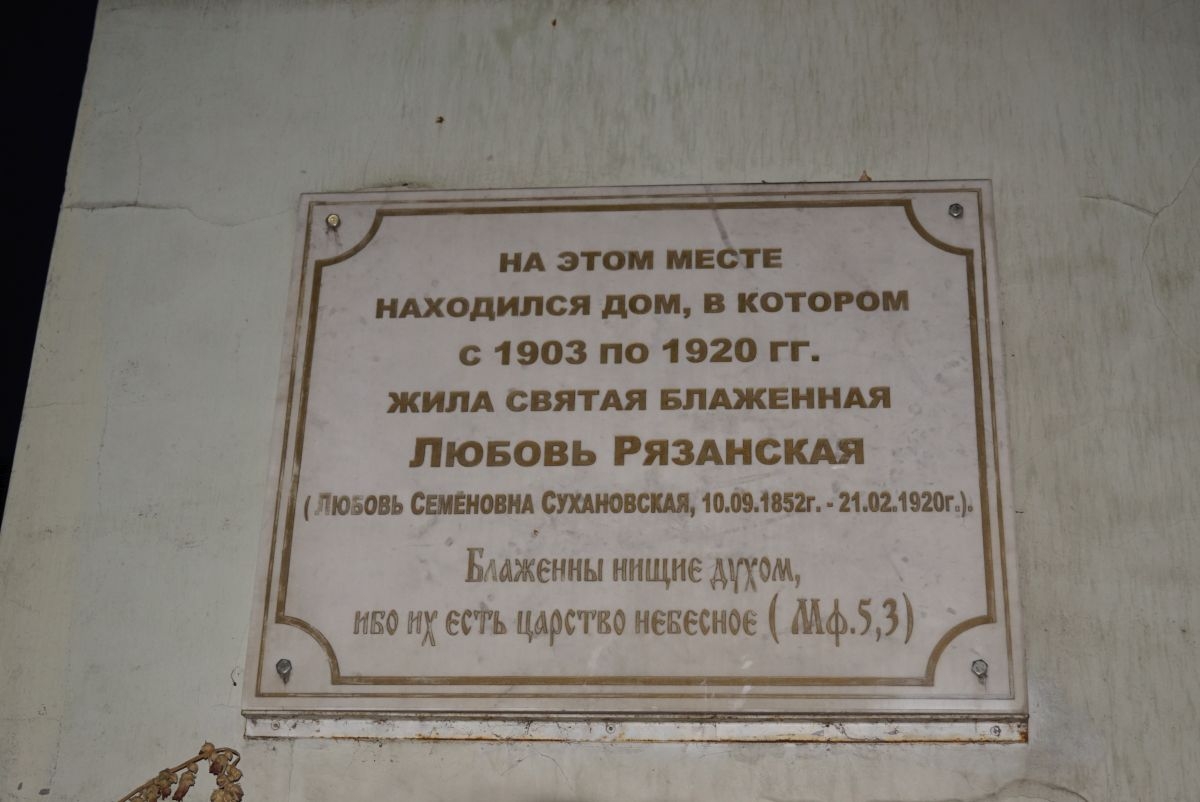 НА ЭТОМ МЕСТЕ
НАХОДИЛСЯ ДОМ, В КОТОРОМ
С 1903 ПО 1920 ГГ.
ЖИЛА СВЯТАЯ БЛАЖЕННАЯ
ЛЮБОВЬ РЯЗАНСКАЯ
( ЛЮБОВЬ СЕМЁНОВНА СУХАНОВСКАЯ, 10.09.1852г. - 21.02.1920г.).
Блаженны нищие духом,
ибо их есть царство небесное ( Мф.5,3)